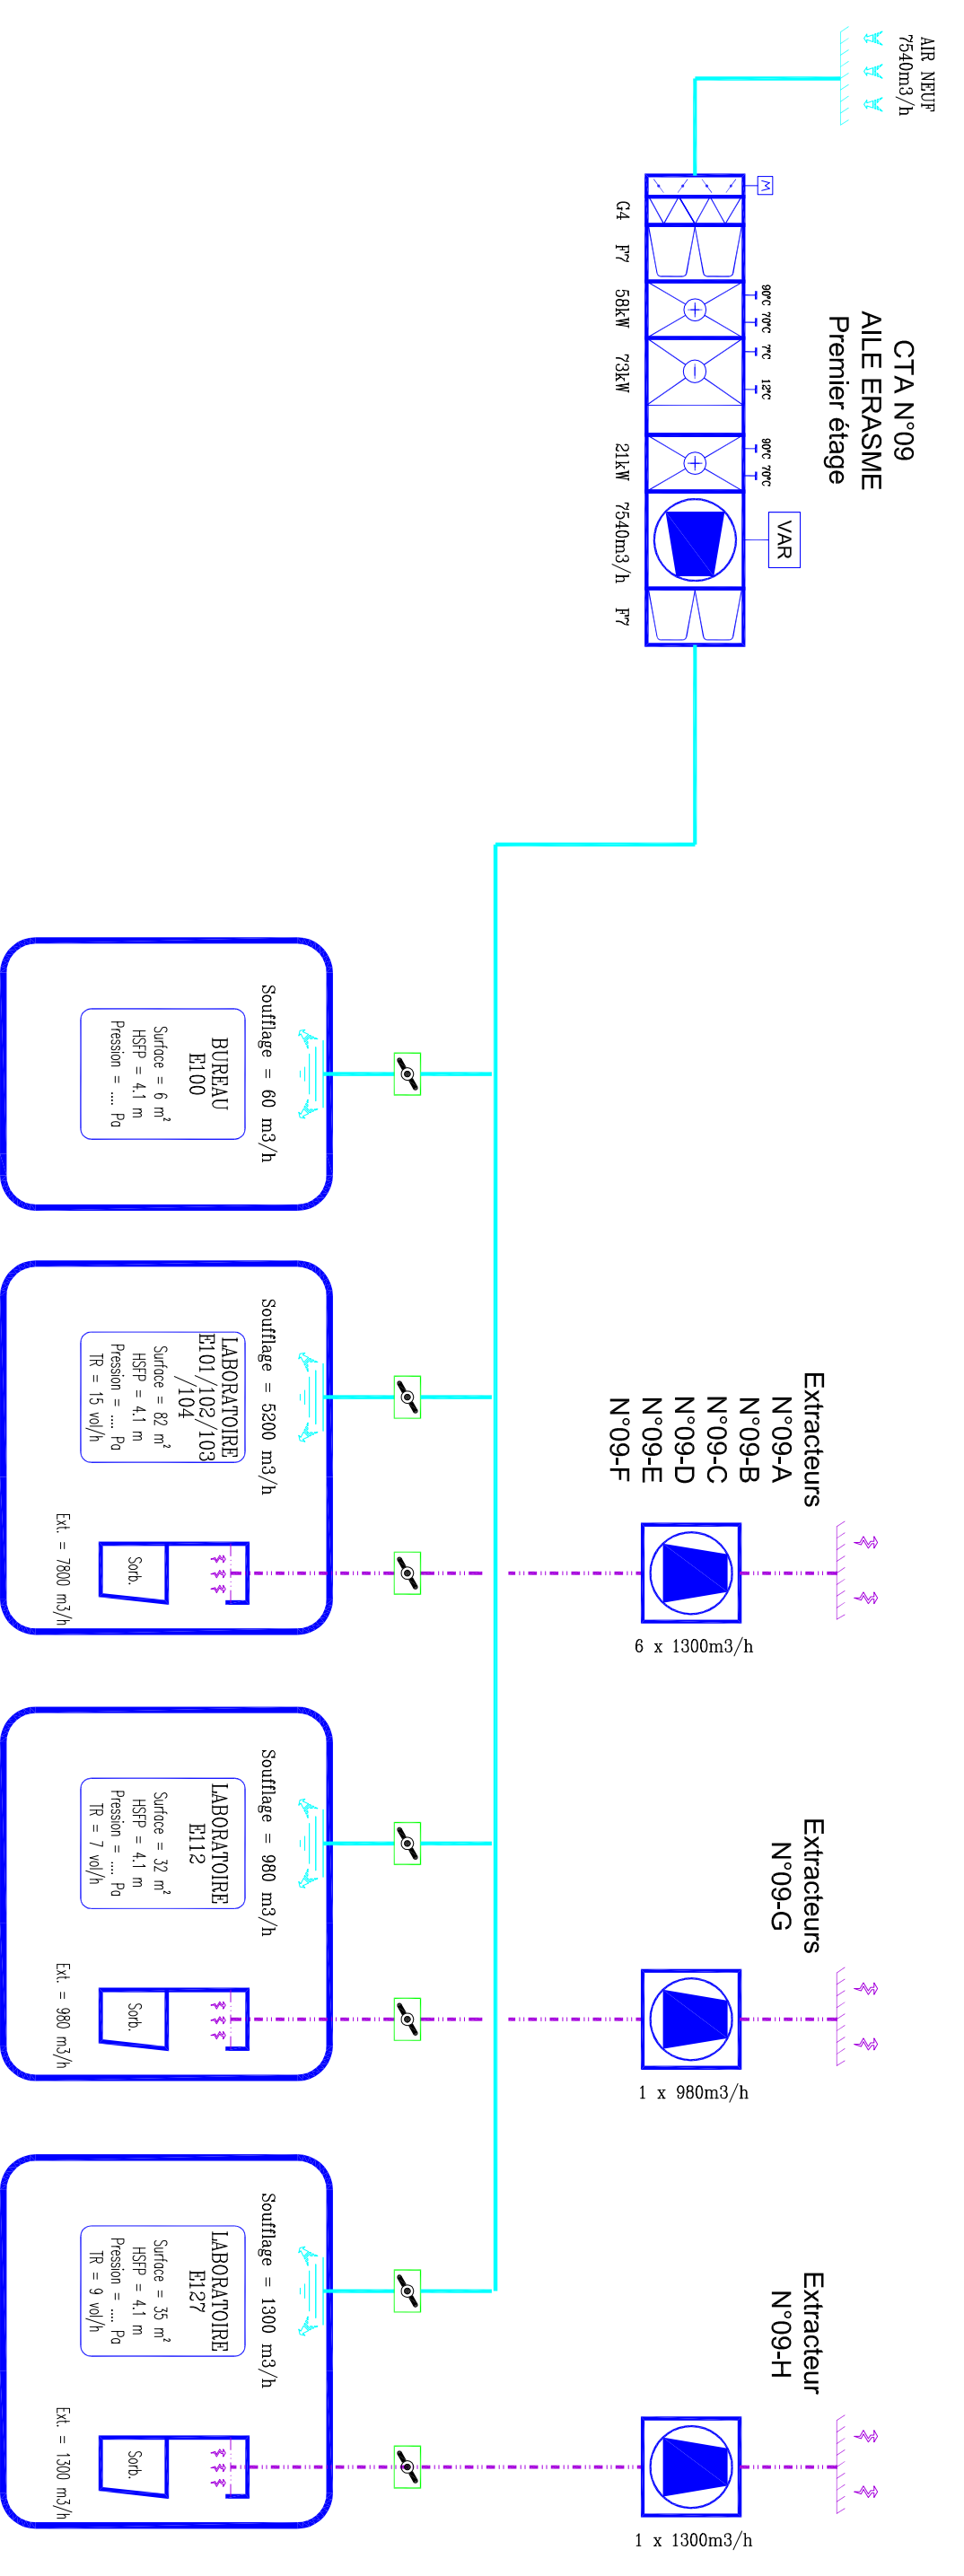 AIR NEUF
7540m3/h
M
G4
F7
58kW
73kW
21kW
7540m3/h
F7
90°C
70°C
7°C
12°C
90°C
70°C
VAR
CTA N°09
AILE ERASME
Premier étage
Soufflage = 60 m3/h
BUREAU
E100
Surface = 6 m²
HSFP = 4.1 m
Pression = .... Pa
Extracteurs
N°09-A
N°09-B
N°09-C
N°09-D
N°09-E
N°09-F
6 x 1300m3/h
Soufflage = 5200 m3/h
LABORATOIRE
E101/102/103
/104
Surface = 82 m²
HSFP = 4.1 m
Pression = .... Pa
TR = 15 vol/h
Sorb.
Ext. = 7800 m3/h
Extracteurs
N°09-G
1 x 980m3/h
Soufflage = 980 m3/h
LABORATOIRE
E112
Surface = 32 m²
HSFP = 4.1 m
Pression = .... Pa
TR = 7 vol/h
Sorb.
Ext. = 980 m3/h
Extracteur
N°09-H
1 x 1300m3/h
Soufflage = 1300 m3/h
LABORATOIRE
E127
Surface = 35 m²
HSFP = 4.1 m
Pression = .... Pa
TR = 9 vol/h
Sorb.
Ext. = 1300 m3/h